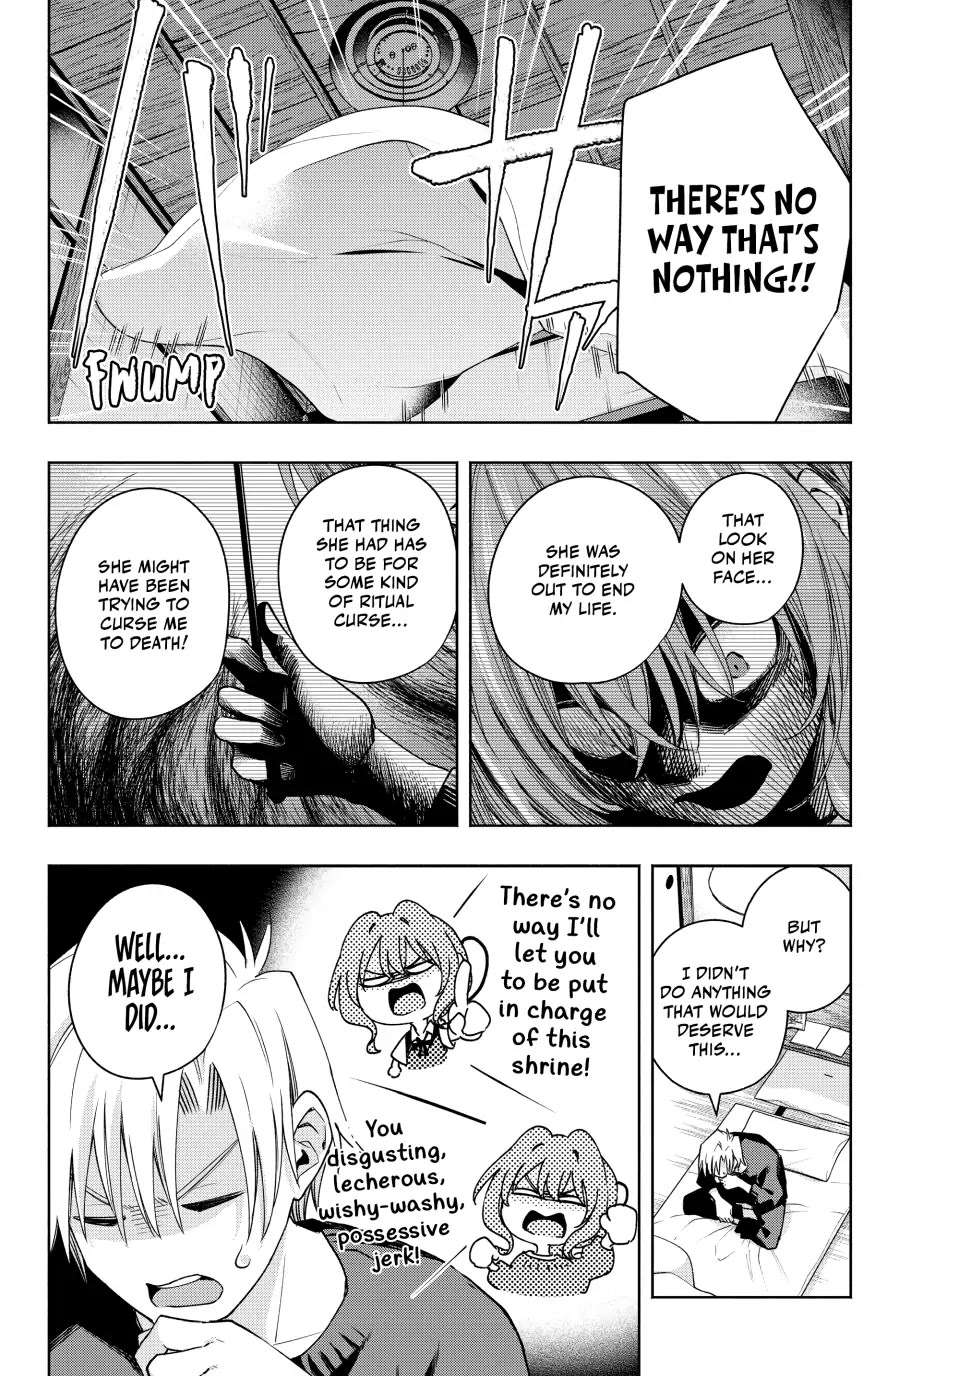 THERE'S NO
WAY THAT'S
NOTHING!!
FWUMP
THAT
LOOK
ON HER
FACE...
SHE WAS
DEFINITELY
OUT TO END
MY LIFE.
THAT THING
SHE HAD HAS
TO BE FOR
SOME KIND
OF RITUAL
CURSE...
SHE MIGHT
HAVE BEEN
TRYING TO
CURSE ME
TO DEATH!
BUT
WHY?
I DIDN'T
DO ANYTHING
THAT WOULD
DESERVE
THIS...
There's no
way I'll
let you
to be put
in charge
of this
shrine!
You
disgusting,
lecherous,
wishy-washy,
possessive
jerk!
WELL...
MAYBE I
DID...